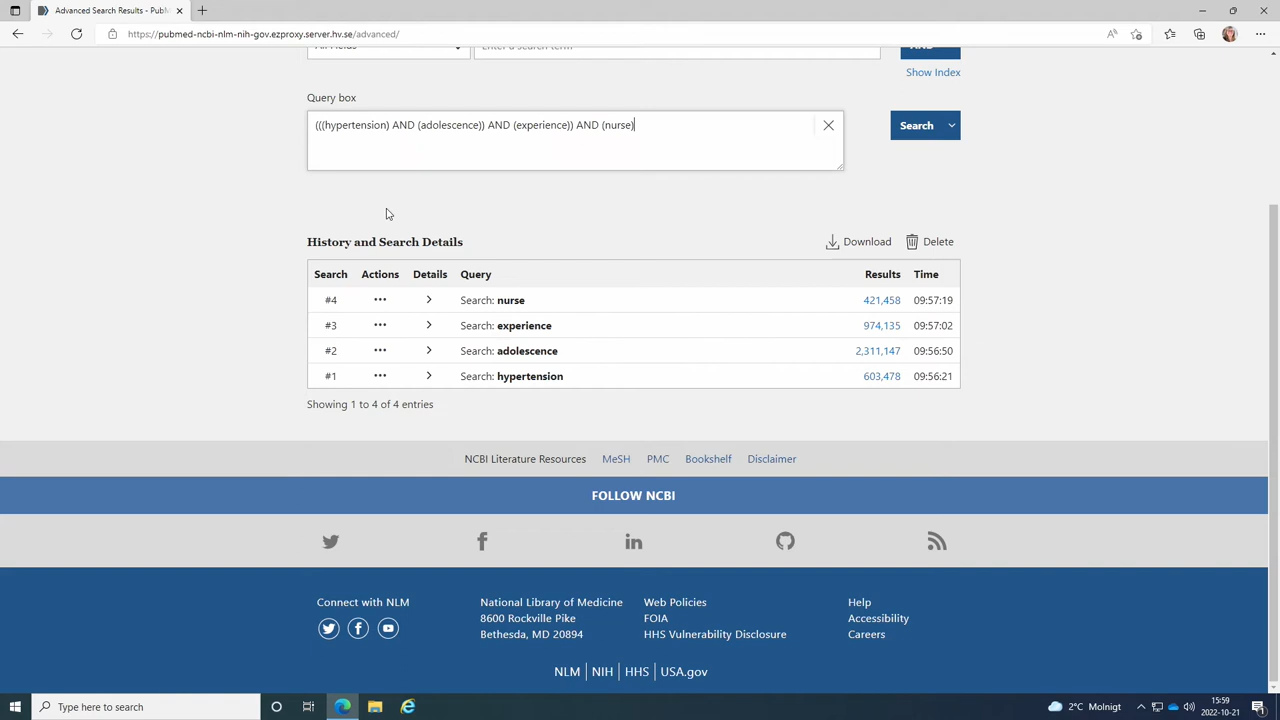 Advanced Search Results - PubM
https://pubmed-ncbi-nlm-nih-gov.ezproxy.server.hv.se/advanced/
All Fields
Enter a search term
AND
Show Index
Query box
(((hypertension) AND (adolescence)) AND (experience)) AND (nurse)
Search
History and Search Details
Download
Delete
Search Actions Details Query Results Time
#4 ••• Search: nurse 421,458 09:57:19
#3 ••• Search: experience 974,135 09:57:02
#2 ••• Search: adolescence 2,311,147 09:56:50
#1 ••• Search: hypertension 603,478 09:56:21
Showing 1 to 4 of 4 entries
NCBI Literature Resources MeSH PMC Bookshelf Disclaimer
FOLLOW NCBI
Connect with NLM
National Library of Medicine
8600 Rockville Pike
Bethesda, MD 20894
Web Policies
FOIA
HHS Vulnerability Disclosure
Help
Accessibility
Careers
NLM | NIH | HHS | USA.gov
Type here to search
2°C Molnigt
15:59
2022-10-21